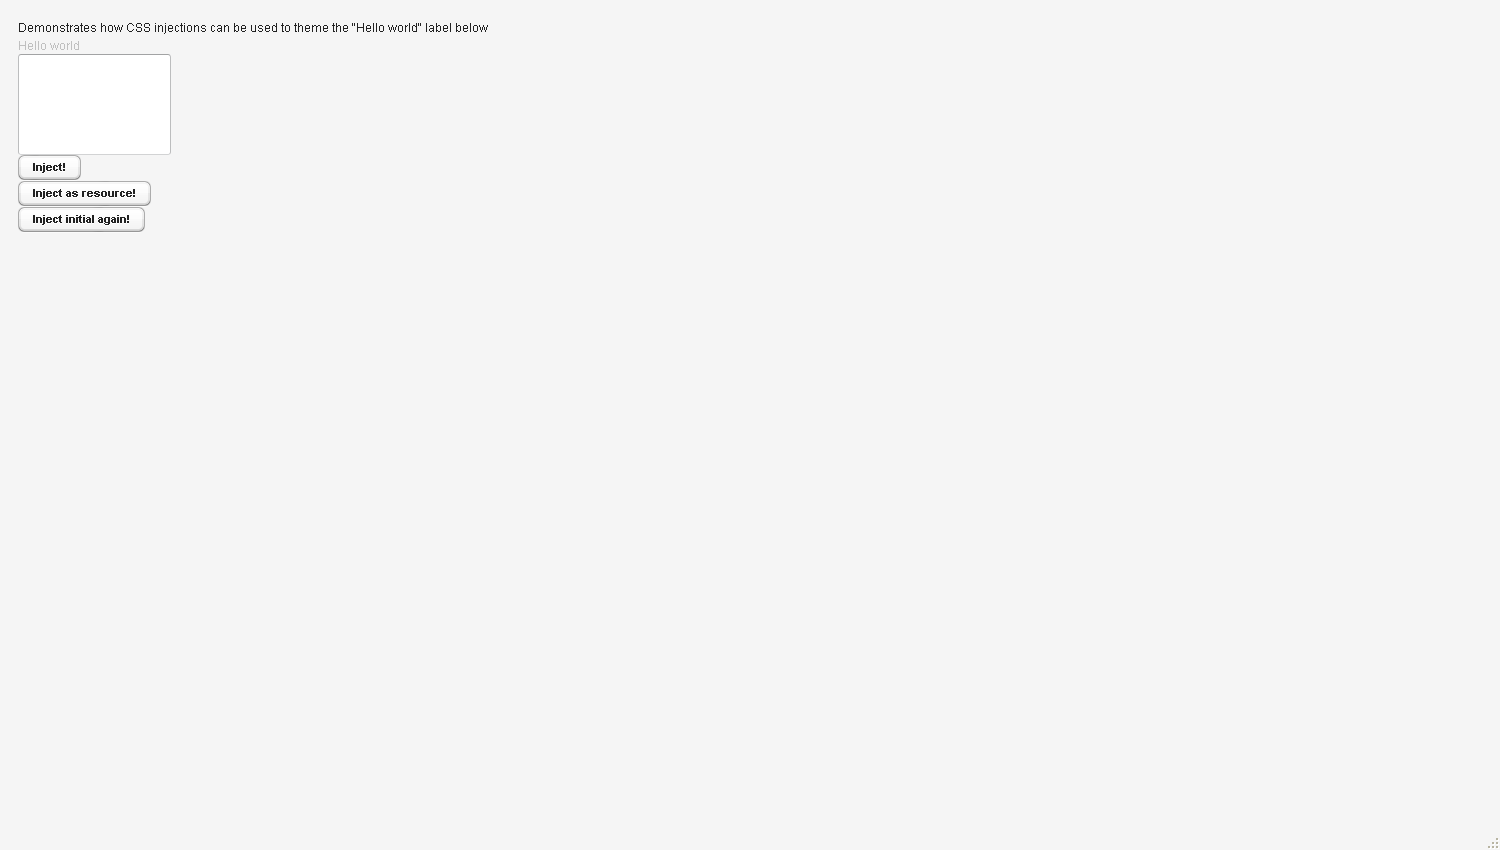 Demonstrates how CSS injections can be used to theme the "Hello world" label below
Hello world
Inject!
Inject as resource!
Inject initial again!